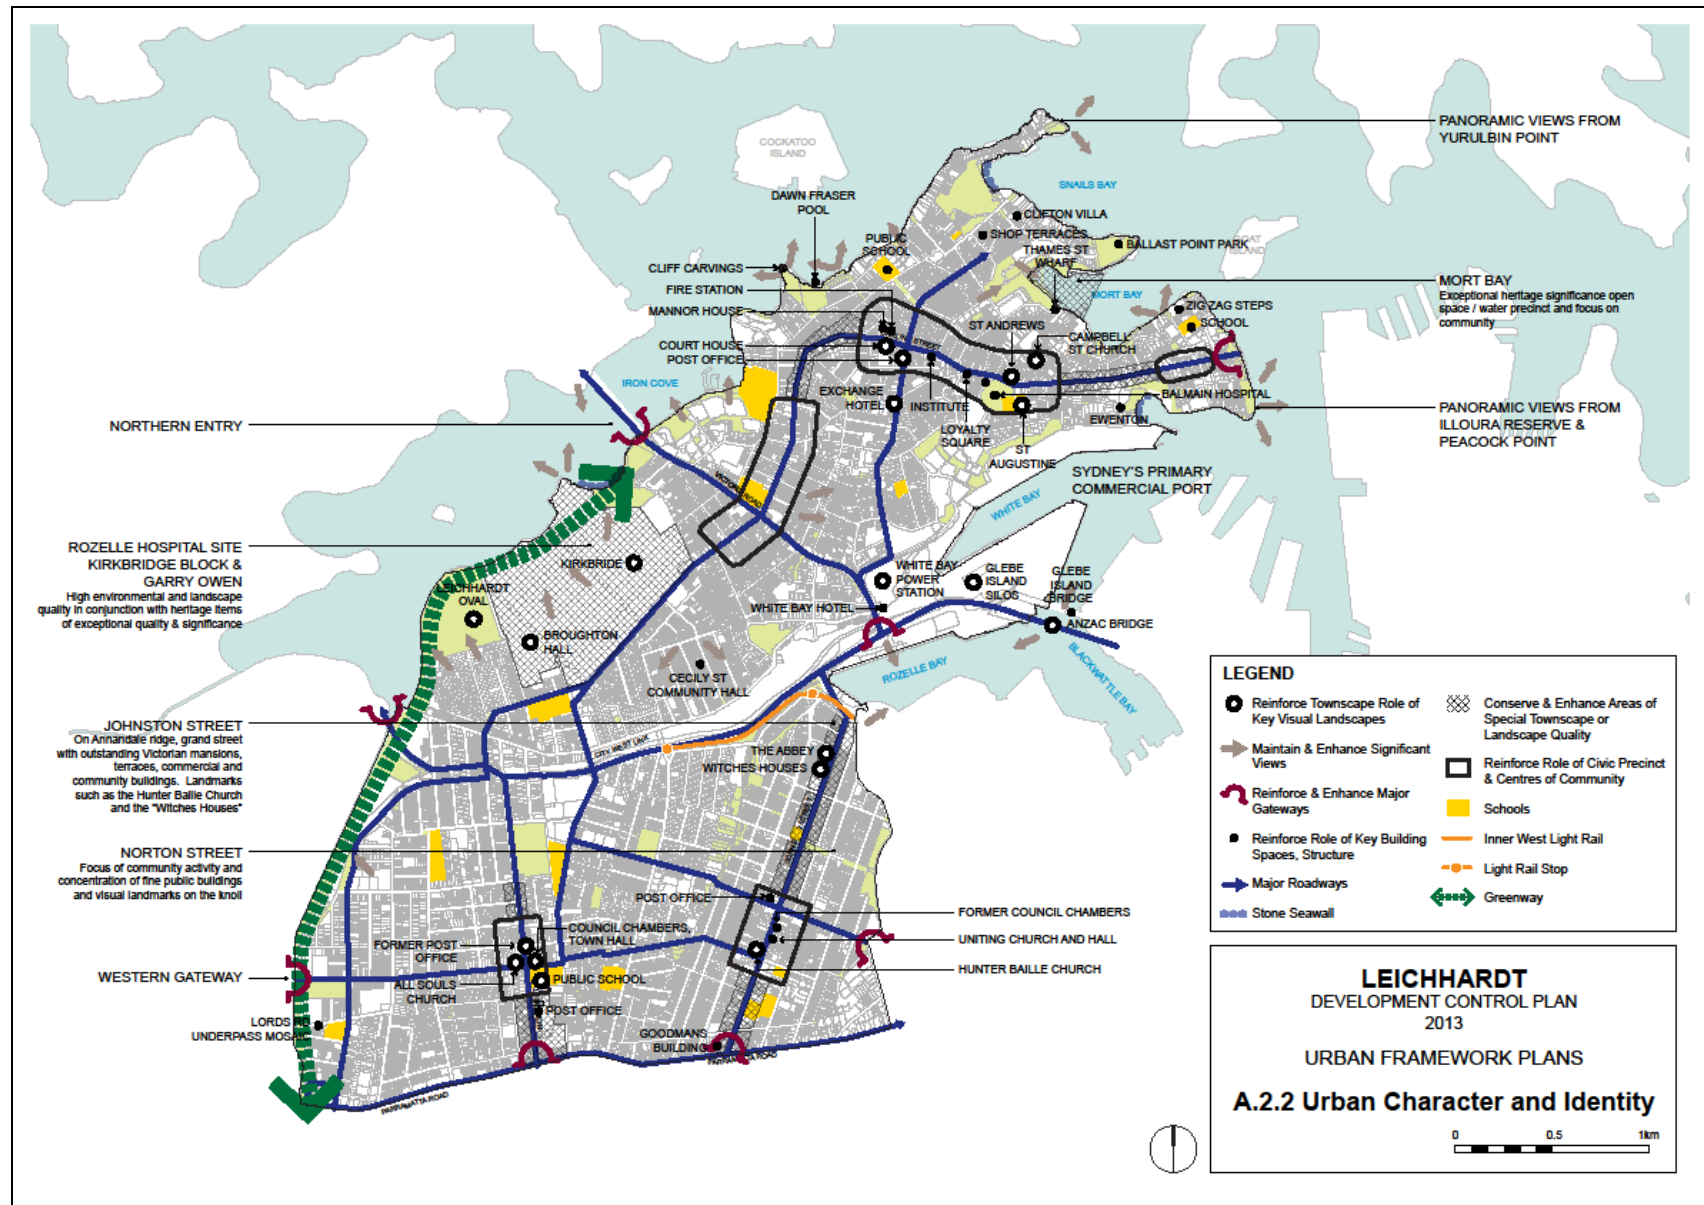 COCKATOO
ISLAND
DAWN FRASER
POOL
PUBLIC
SCHOOL
CLIFF CARVINGS
FIRE STATION
MANNOR HOUSE
COURT HOUSE
POST OFFICE
IRON COVE
NORTHERN ENTRY
SNAILS BAY
CLIFTON VILLA
SHOP TERRACES
THAMES ST
WHARF
BALLAST POINT PARK
GOAT
ISLAND
MORT BAY
ZIG ZAG STEPS
SCHOOL
ST ANDREWS
CAMPBELL
ST CHURCH
EXCHANGE
HOTEL
INSTITUTE
LOYALTY
SQUARE
BALMAIN HOSPITAL
EWENTON
ST
AUGUSTINE
PANORAMIC VIEWS FROM
YURULBIN POINT
MORT BAY
Exceptional heritage significance open
space / water precinct and focus on
community
PANORAMIC VIEWS FROM
ILLOURA RESERVE &
PEACOCK POINT
SYDNEY'S PRIMARY
COMMERCIAL PORT
WHITE BAY
VICTORIA ROAD
ROZELLE HOSPITAL SITE
KIRKBRIDGE BLOCK &
GARRY OWEN
High environmental and landscape
quality in conjunction with heritage items
of exceptional quality & significance
KIRKBRIDE
LEICHHARDT
OVAL
BROUGHTON
HALL
WHITE BAY
POWER
STATION
GLEBE
ISLAND
SILOS
GLEBE
ISLAND
BRIDGE
WHITE BAY HOTEL
ANZAC BRIDGE
ROZELLE BAY
BLACKWATTLE BAY
CECILY ST
COMMUNITY HALL
CITY WEST LINK
JOHNSTON STREET
On Annandale ridge, grand street
with outstanding Victorian mansions,
terraces, commercial and
community buildings. Landmarks
such as the Hunter Baille Church
and the "Witches Houses"
THE ABBEY
WITCHES HOUSES
NORTON STREET
Focus of community activity and
concentration of fine public buildings
and visual landmarks on the knoll
POST OFFICE
FORMER COUNCIL CHAMBERS
UNITING CHURCH AND HALL
HUNTER BAILLE CHURCH
COUNCIL CHAMBERS,
TOWN HALL
FORMER POST
OFFICE
WESTERN GATEWAY
ALL SOULS
CHURCH
PUBLIC SCHOOL
POST OFFICE
LORDS RD
UNDERPASS MOSAIC
GOODMANS
BUILDING
PARRAMATTA ROAD
PARRAMATTA ROAD
LEGEND
Reinforce Townscape Role of
Key Visual Landscapes
Maintain & Enhance Significant
Views
Reinforce & Enhance Major
Gateways
Reinforce Role of Key Building
Spaces, Structure
Major Roadways
Stone Seawall
Conserve & Enhance Areas of
Special Townscape or
Landscape Quality
Reinforce Role of Civic Precinct
& Centres of Community
Schools
Inner West Light Rail
Light Rail Stop
Greenway
LEICHHARDT
DEVELOPMENT CONTROL PLAN
2013
URBAN FRAMEWORK PLANS
A.2.2 Urban Character and Identity
0 0.5 1km